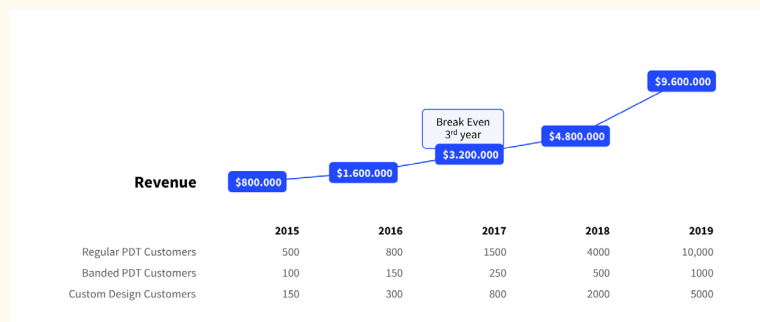 $9.600.000
Break Even
3rd year
$4.800.000
$3.200.000
$1.600.000
Revenue $800.000
2015 2016 2017 2018 2019
Regular PDT Customers 500 800 1500 4000 10,000
Banded PDT Customers 100 150 250 500 1000
Custom Design Customers 150 300 800 2000 5000